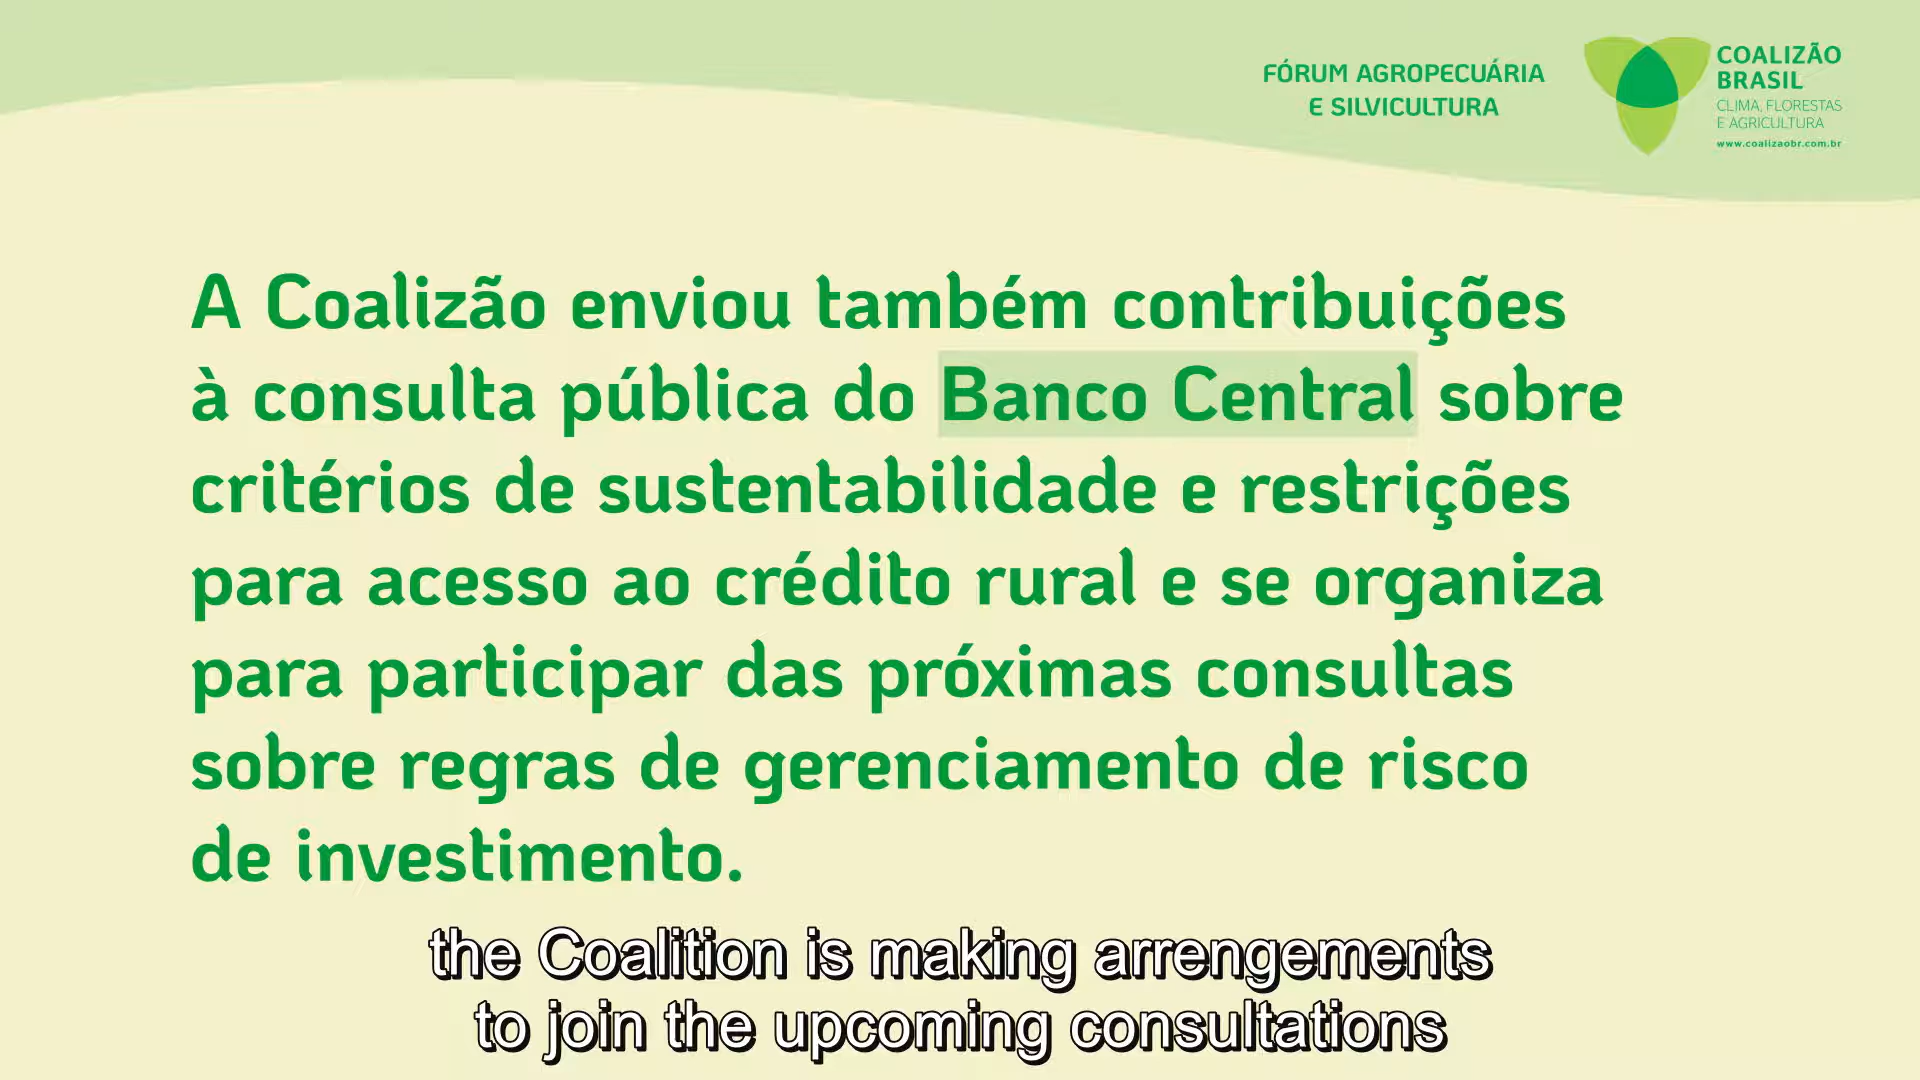 FÓRUM AGROPECUÁRIA
E SILVICULTURA
COALIZÃO
BRASIL
CLIMA, FLORESTAS
E AGRICULTURA
www.coalizaobr.com.br
A Coalizão enviou também contribuições
à consulta pública do Banco Central sobre
critérios de sustentabilidade e restrições
para acesso ao crédito rural e se organiza
para participar das próximas consultas
sobre regras de gerenciamento de risco
de investimento.
the Coalition is making arrengements
to join the upcoming consultations